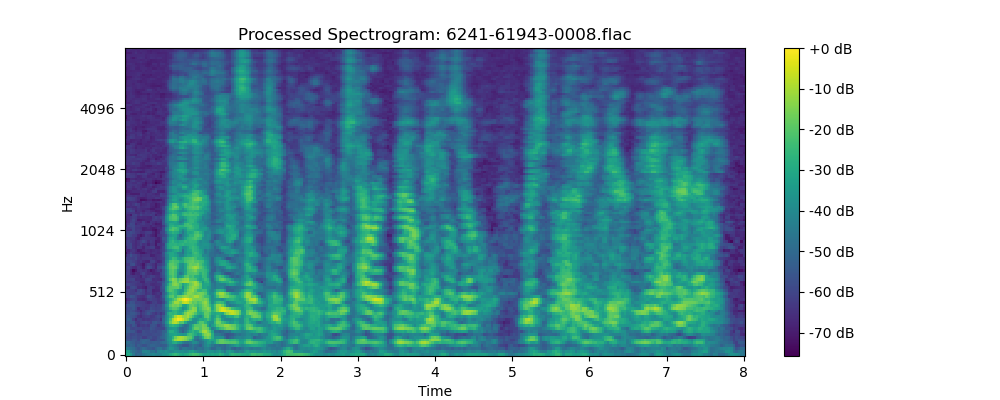 Processed Spectrogram: 6241-61943-0008.flac
+0 dB
-10 dB
-20 dB
-30 dB
-40 dB
-50 dB
-60 dB
-70 dB
4096
2048
1024
512
0
Hz
0 1 2 3 4 5 6 7 8
Time